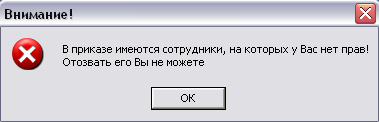 Внимание!
В приказе имеются сотрудники, на которых у Вас нет прав!
Отозвать его Вы не можете
OK